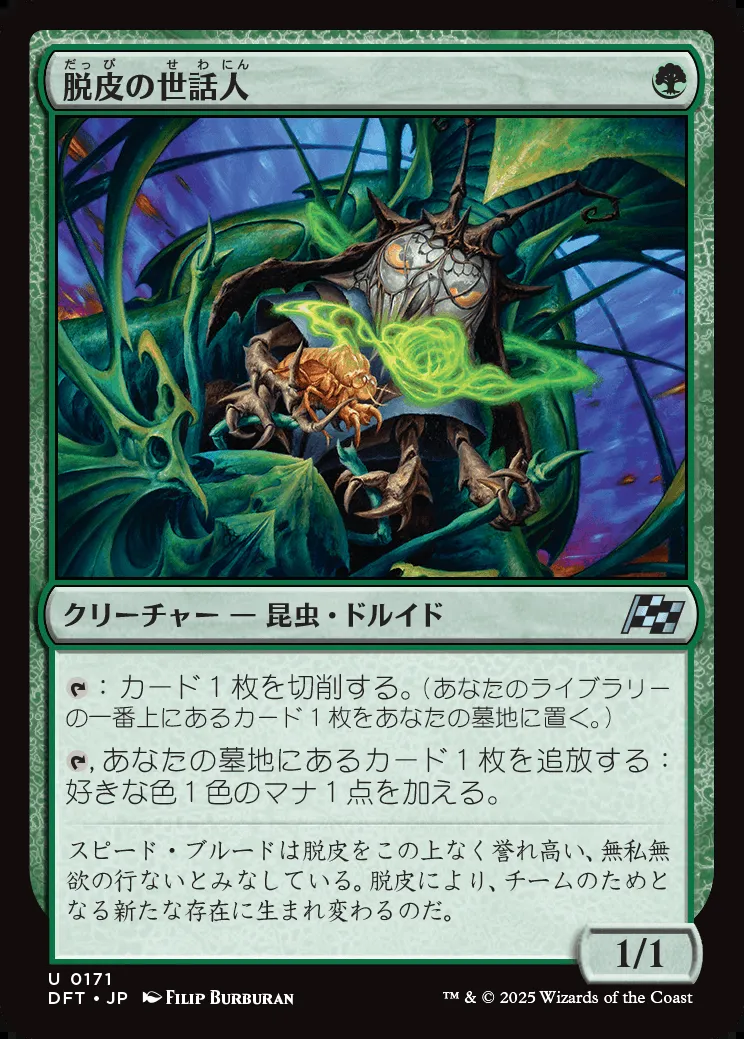 だっぴ せわにん
脱皮の世話人
クリーチャー — 昆虫・ドルイド
：カード１枚を切削する。（あなたのライブラリー
の一番上にあるカード１枚をあなたの墓地に置く。）
,あなたの墓地にあるカード１枚を追放する：
好きな色１色のマナ１点を加える。
スピード・ブルードは脱皮をこの上なく誉れ高い、無私無
欲の行ないとみなしている。脱皮により、チームのためと
なる新たな存在に生まれ変わるのだ。
1/1
U 0171
DFT • JP Filip Burburan
™ & © 2025 Wizards of the Coast